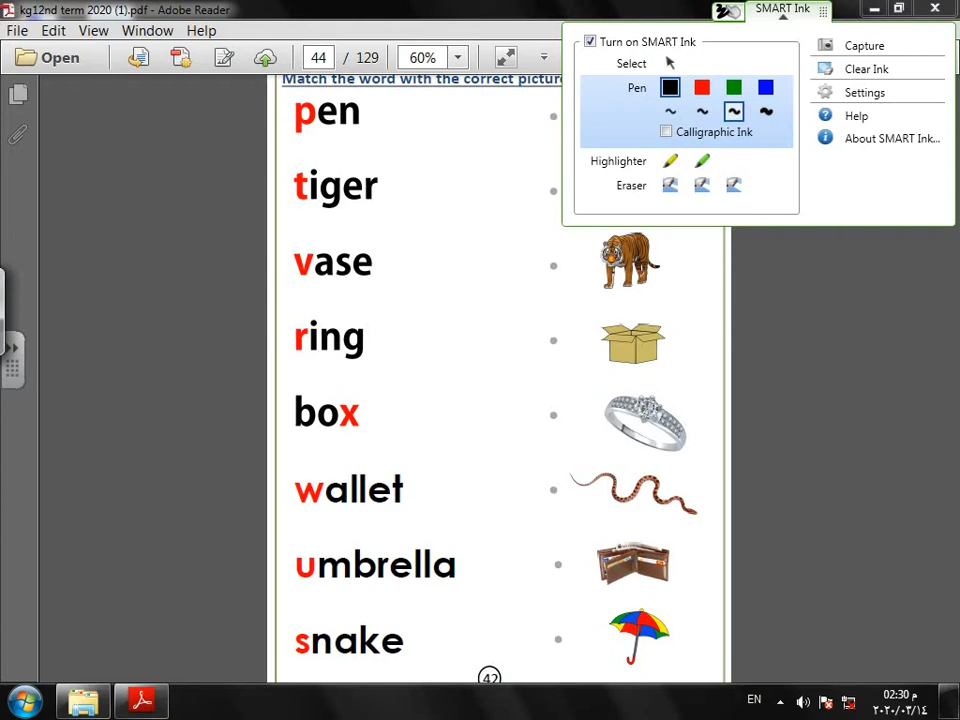 kg12nd term 2020 (1).pdf - Adobe Reader
SMART Ink
File Edit View Window Help
Open 44 / 129 60%
Turn on SMART Ink
Select
Pen
Calligraphic Ink
Highlighter
Eraser
Capture
Clear Ink
Settings
Help
About SMART Ink...
Match the word with the correct picture
pen
tiger
vase
ring
box
wallet
umbrella
snake
42
EN
02:30 م
٢٠٢٠/٠٣/١٤